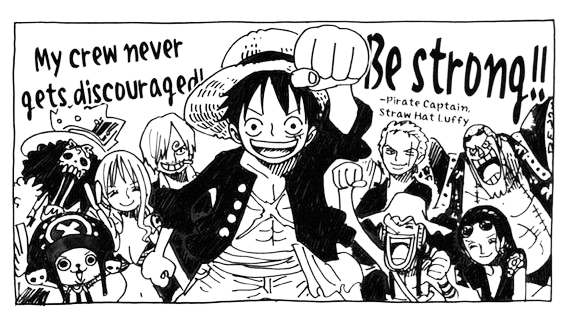 My crew never
gets discouraged!
Be strong!!
–Pirate Captain,
Straw Hat Luffy